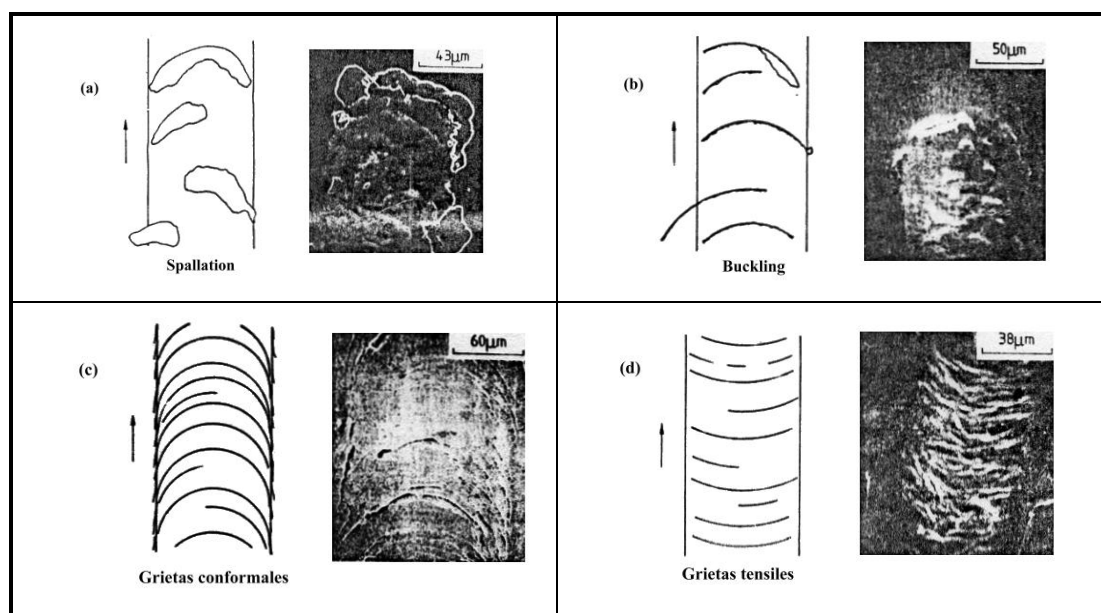 (a)
43µm
Spallation
(b)
50µm
Buckling
(c)
60µm
Grietas conformales
(d)
38µm
Grietas tensiles